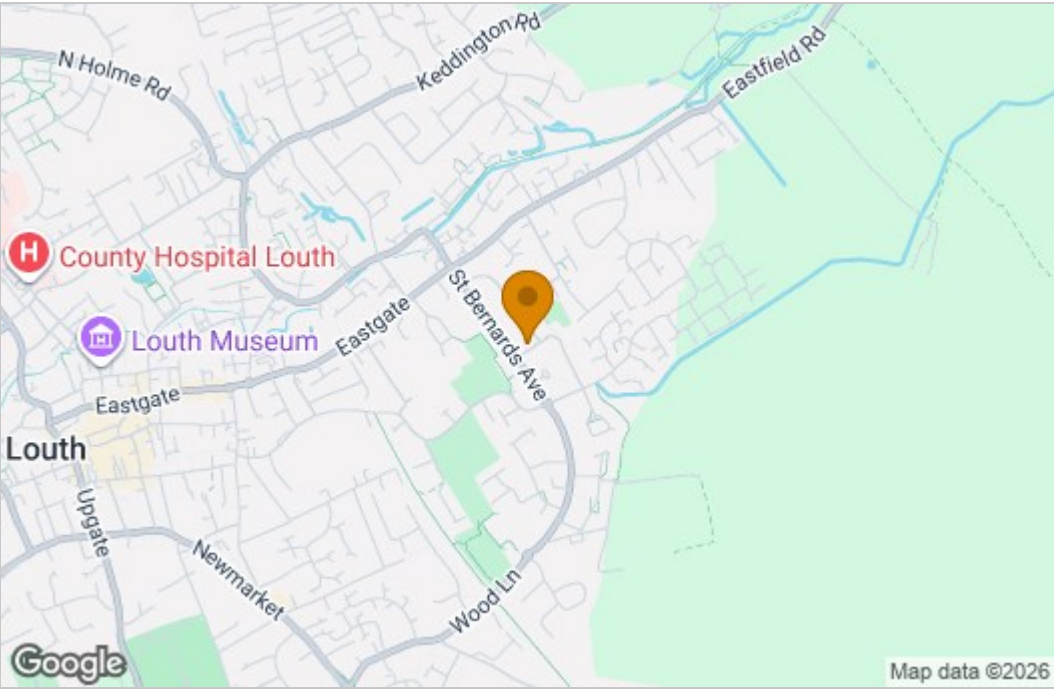 Keddington Rd
N Holme Rd
Eastfield Rd
H
County Hospital Louth
St Bernards Ave
Eastgate
Louth Museum
Eastgate
Louth
Upgate
Newmarket
Wood Ln
Google
Map data ©2026